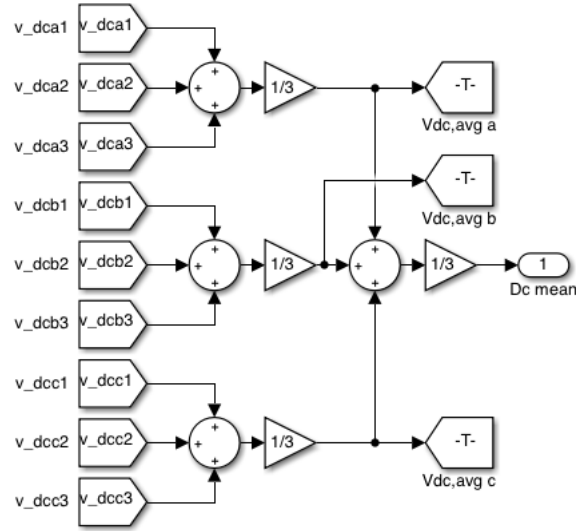 v_dca1 v_dca1
v_dca2 v_dca2 + + + 1/3 -T-
Vdc,avg a
v_dca3 v_dca3
-T-
Vdc,avg b
v_dcb1 v_dcb1
v_dcb2 v_dcb2 + + + 1/3 + + + 1/3 1
Dc mean
v_dcb3 v_dcb3
v_dcc1 v_dcc1
v_dcc2 v_dcc2 + + + 1/3 -T-
Vdc,avg c
v_dcc3 v_dcc3